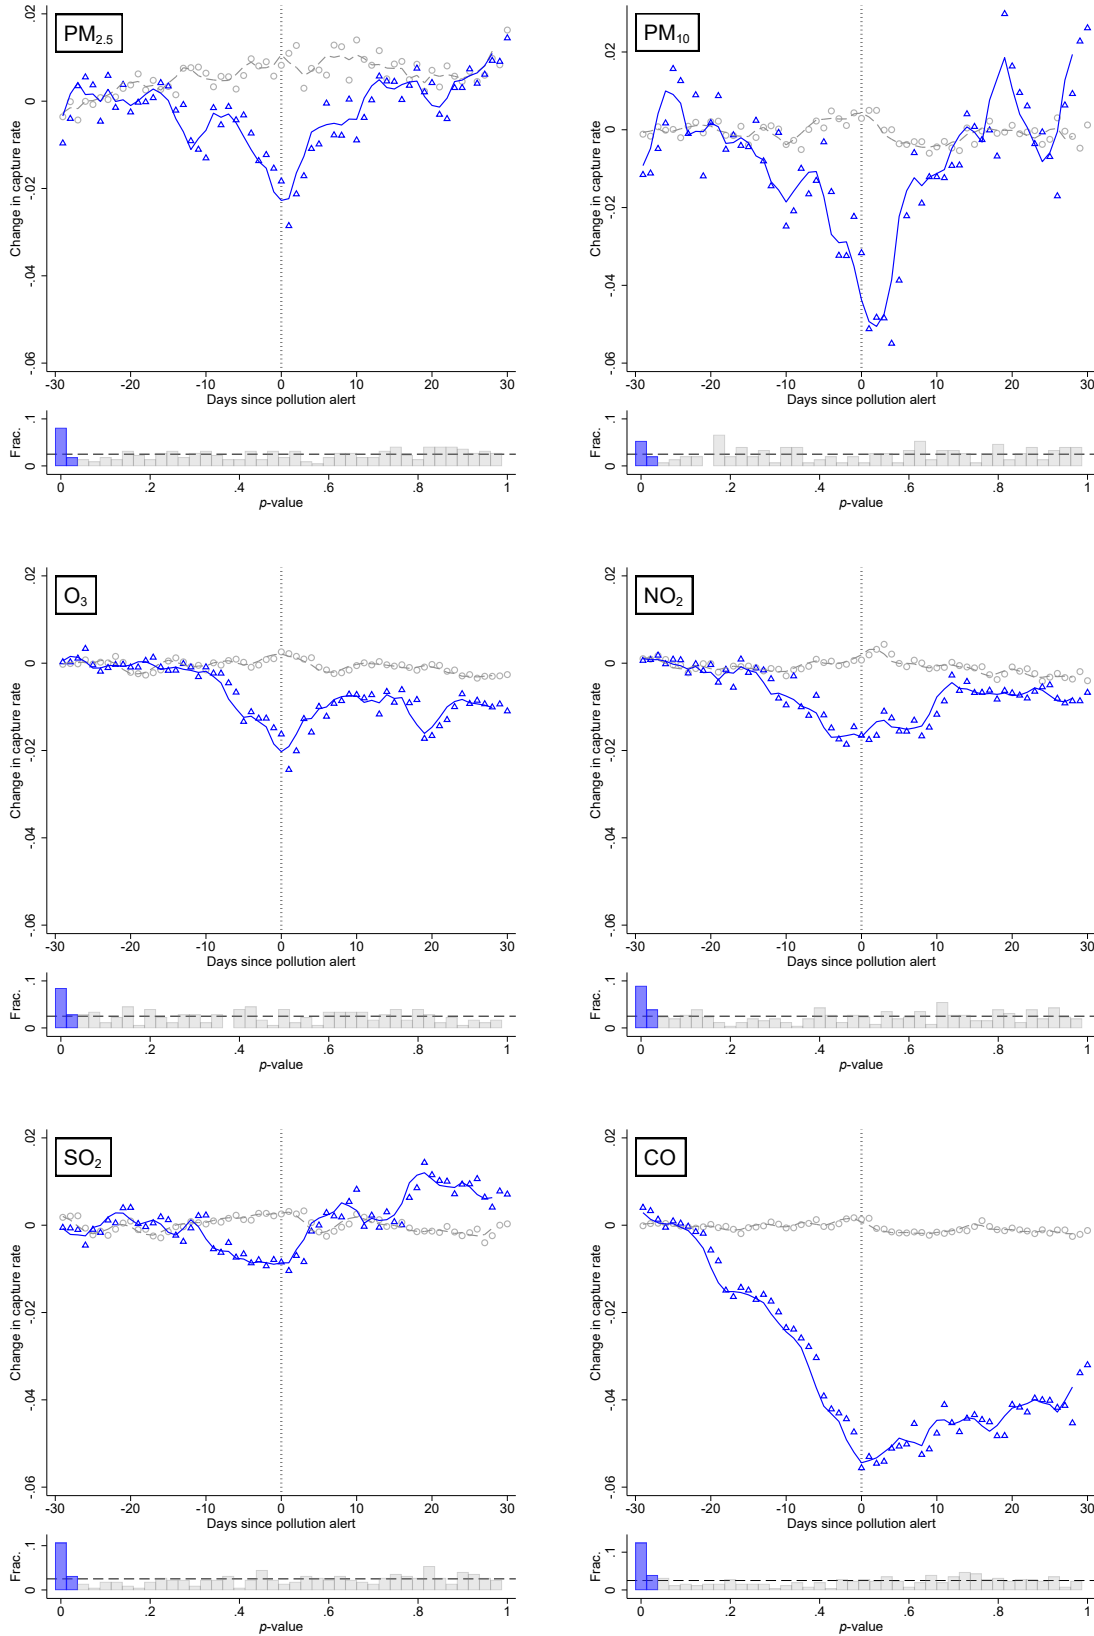 PM2.5
Change in capture rate
.02
0
-.02
-.04
-.06
-30 -20 -10 0 10 20 30
Days since pollution alert
Frac.
.1
0
0 .2 .4 .6 .8 1
p-value
PM10
Change in capture rate
.02
0
-.02
-.04
-.06
-30 -20 -10 0 10 20 30
Days since pollution alert
Frac.
.1
0
0 .2 .4 .6 .8 1
p-value
O3
Change in capture rate
.02
0
-.02
-.04
-.06
-30 -20 -10 0 10 20 30
Days since pollution alert
Frac.
.1
0
0 .2 .4 .6 .8 1
p-value
NO2
Change in capture rate
.02
0
-.02
-.04
-.06
-30 -20 -10 0 10 20 30
Days since pollution alert
Frac.
.1
0
0 .2 .4 .6 .8 1
p-value
SO2
Change in capture rate
.02
0
-.02
-.04
-.06
-30 -20 -10 0 10 20 30
Days since pollution alert
Frac.
.1
0
0 .2 .4 .6 .8 1
p-value
CO
Change in capture rate
.02
0
-.02
-.04
-.06
-30 -20 -10 0 10 20 30
Days since pollution alert
Frac.
.1
0
0 .2 .4 .6 .8 1
p-value